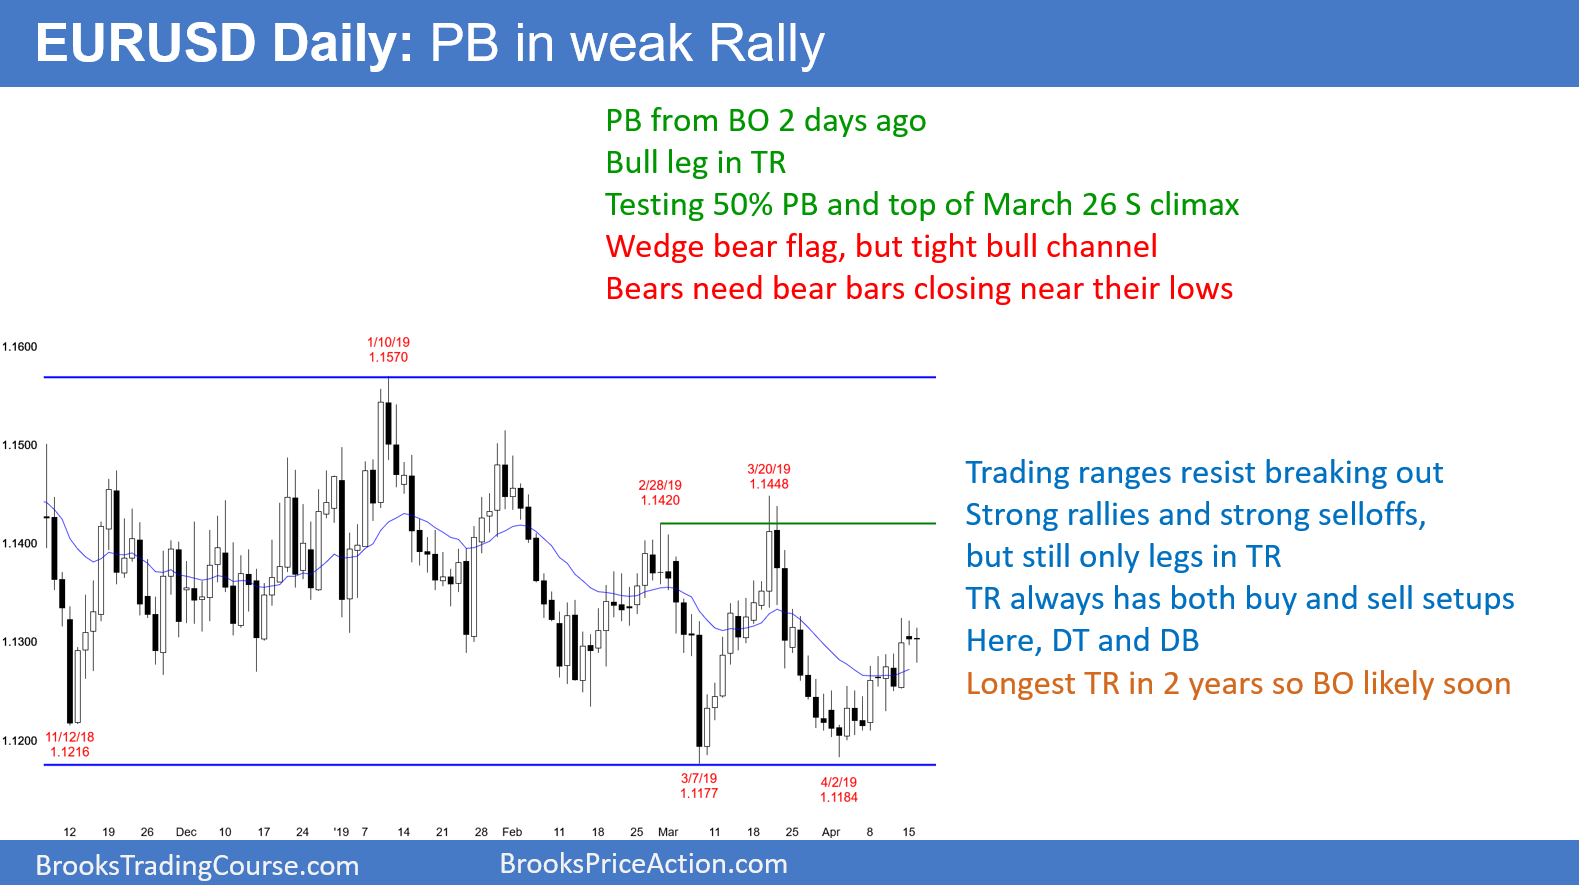 EURUSD Daily: PB in weak Rally
PB from BO 2 days ago
Bull leg in TR
Testing 50% PB and top of March 26 S climax
Wedge bear flag, but tight bull channel
Bears need bear bars closing near their lows
1.1600
1.1500
1.1400
1.1300
1.1200
1/10/19
1.1570
2/28/19
1.1420
3/20/19
1.1448
11/12/18
1.1216
3/7/19
1.1177
4/2/19
1.1184
Trading ranges resist breaking out
Strong rallies and strong selloffs,
but still only legs in TR
TR always has both buy and sell setups
Here, DT and DB
Longest TR in 2 years so BO likely soon
12 19 26 Dec 10 17 24 '19 7 14 21 28 Feb 11 18 25 Mar 11 18 25 Apr 8 15
BrooksTradingCourse.com
BrooksPriceAction.com